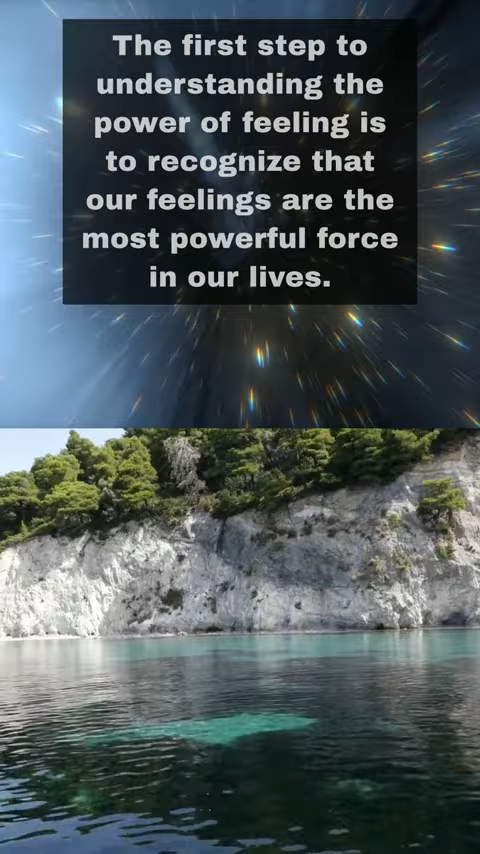 The first step to
understanding the
power of feeling is
to recognize that
our feelings are the
most powerful force
in our lives.